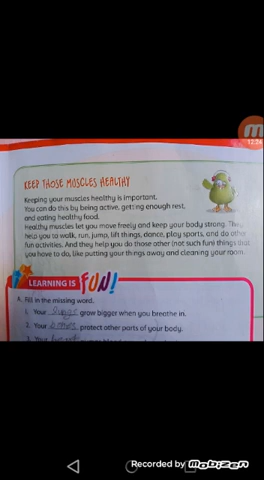 12:24
KEEP THOSE MUSCLES HEALTHY
Keeping your muscles healthy is important.
You can do this by being active, getting enough rest,
and eating healthy food.
Healthy muscles let you move freely and keep your body strong. They
help you to walk, run, jump, lift things, dance, play sports, and do other
fun activities. And they help you do those other (not such fun) things that
you have to do, like putting your things away and cleaning your room.
LEARNING IS FUN!
A. Fill in the missing word.
1. Your lungs grow bigger when you breathe in.
2. Your protect other parts of your body.
3. Your
Recorded by Mobizen